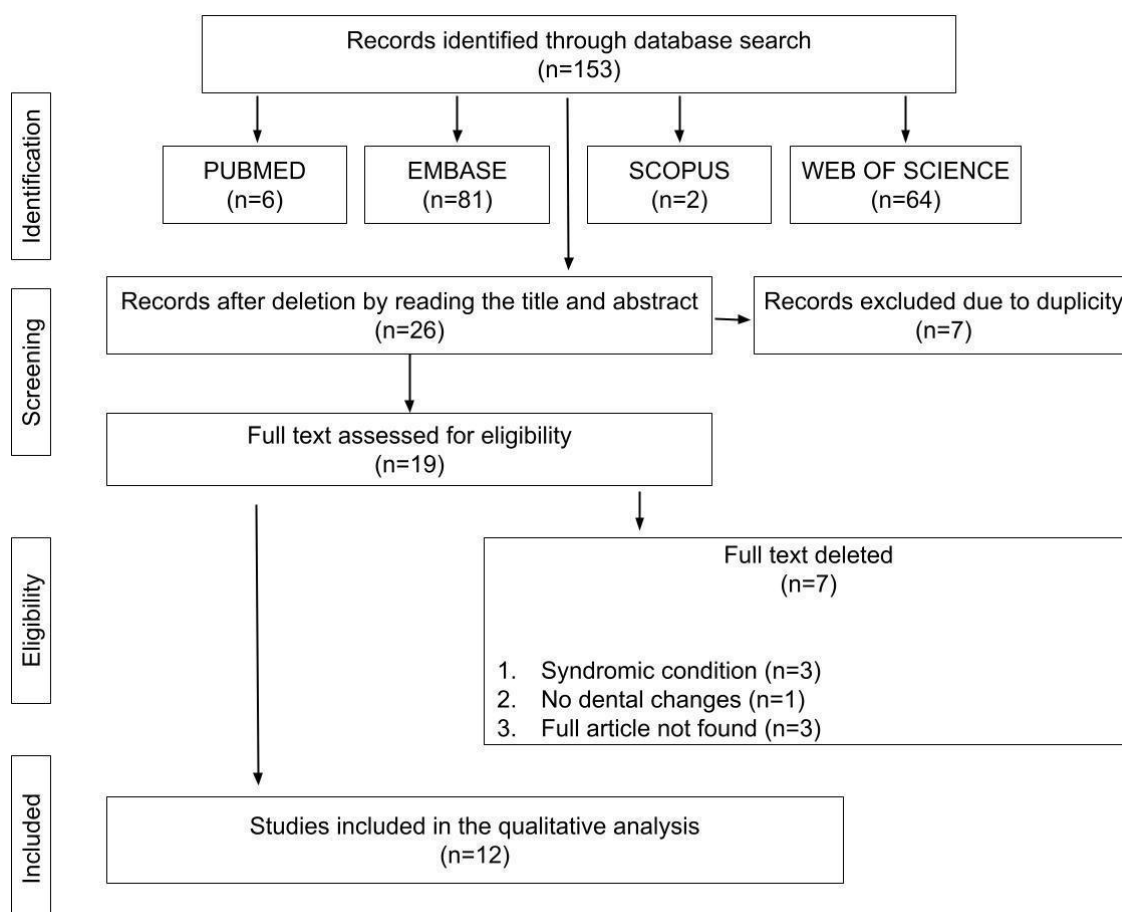 Records identified through database search
(n=153)
Identification
PUBMED
(n=6)
EMBASE
(n=81)
SCOPUS
(n=2)
WEB OF SCIENCE
(n=64)
Screening
Records after deletion by reading the title and abstract
(n=26)
Records excluded due to duplicity
(n=7)
Full text assessed for eligibility
(n=19)
Eligibility
Full text deleted
(n=7)
1. Syndromic condition (n=3)
2. No dental changes (n=1)
3. Full article not found (n=3)
Included
Studies included in the qualitative analysis
(n=12)